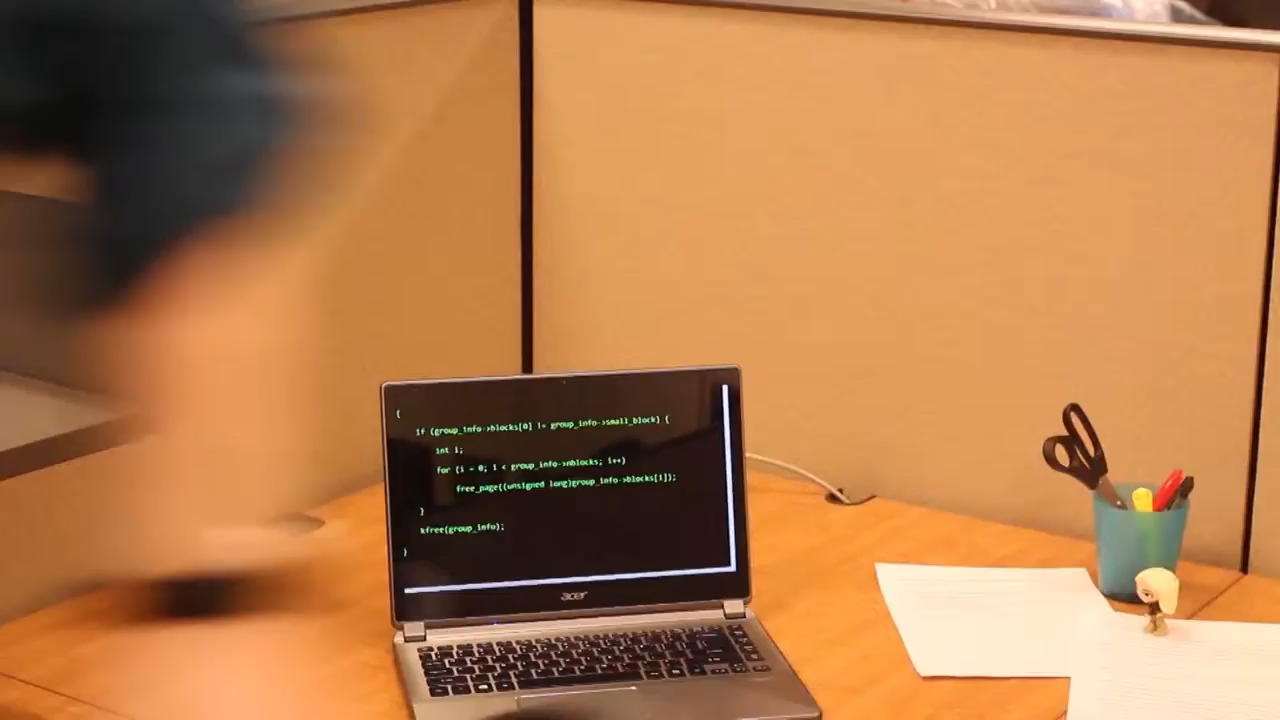 {
if (group_info->blocks[0] != group_info->small_block) {
int i;
for (i = 0; i < group_info->nblocks; i++)
free_page((unsigned long)group_info->blocks[i]);
}
kfree(group_info);
}
acer